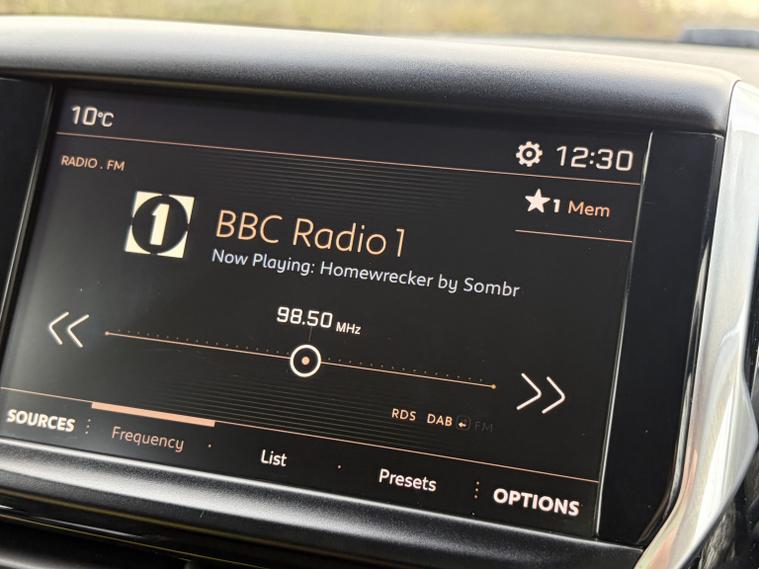 10°C
12:30
RADIO . FM
1 Mem
1
BBC Radio 1
Now Playing: Homewrecker by Sombr
98.50 MHz
RDS DAB FM
SOURCES Frequency List Presets OPTIONS